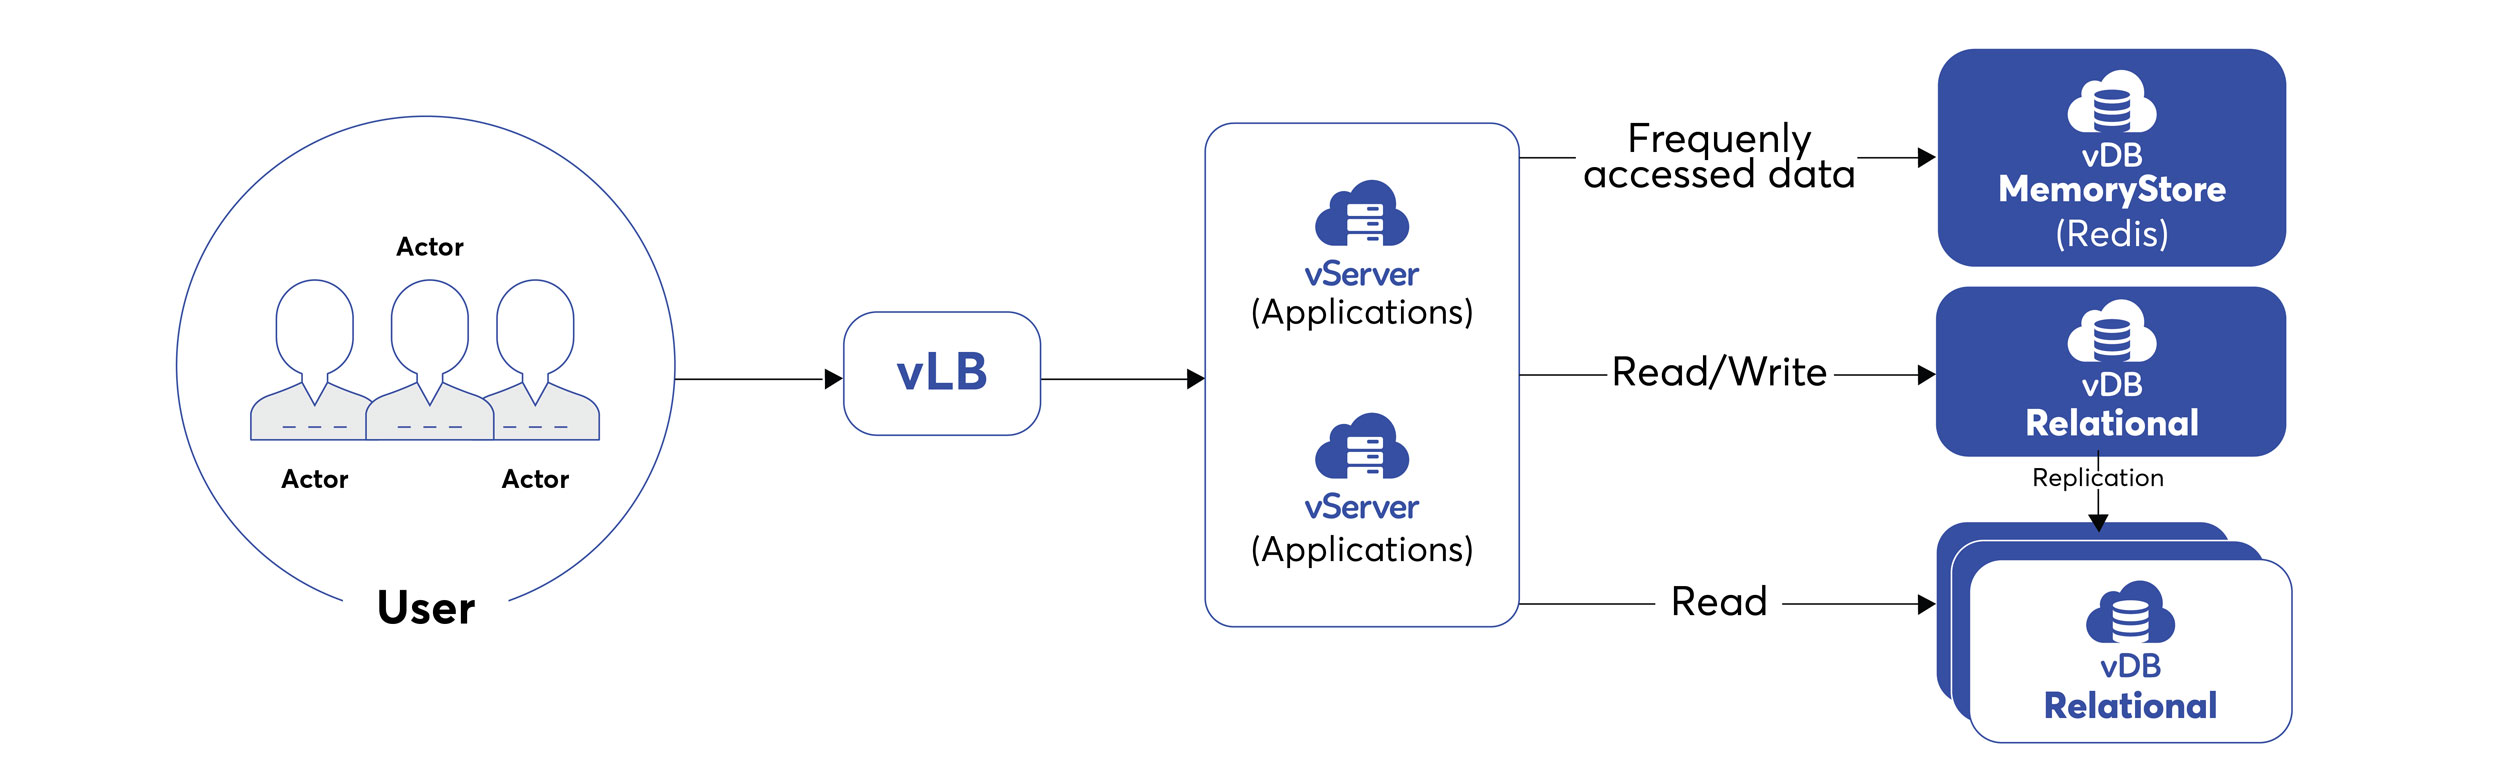 Actor
Actor
Actor
User
vLB
vServer
(Applications)
vServer
(Applications)
Frequenly
accessed data
Read/Write
Read
vDB
MemoryStore
(Redis)
vDB
Relational
Replication
vDB
Relational